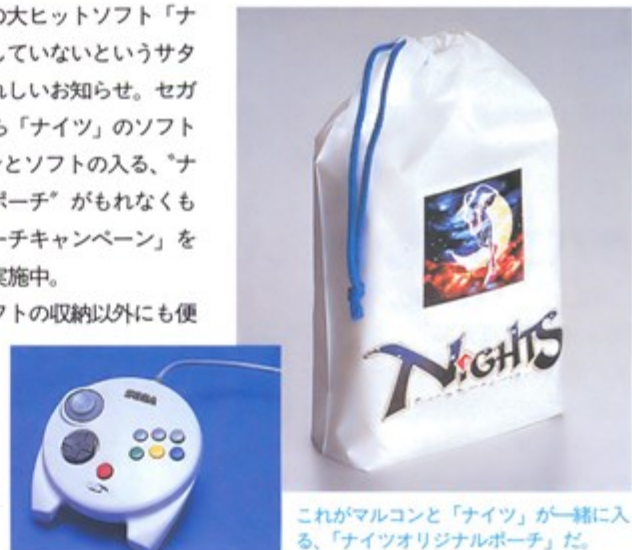 の大ヒットソフト「ナ
していないというサタ
れしいお知らせ。セガ
ら「ナイツ」のソフト
ンとソフトの入る、〝ナ
ポーチ〞がもれなくも
ーチキャンペーン」を
実施中。
フトの収納以外にも便
NiGHTS
SEGA
これがマルコンと「ナイツ」が一緒に入
る、「ナイツオリジナルポーチ」だ。